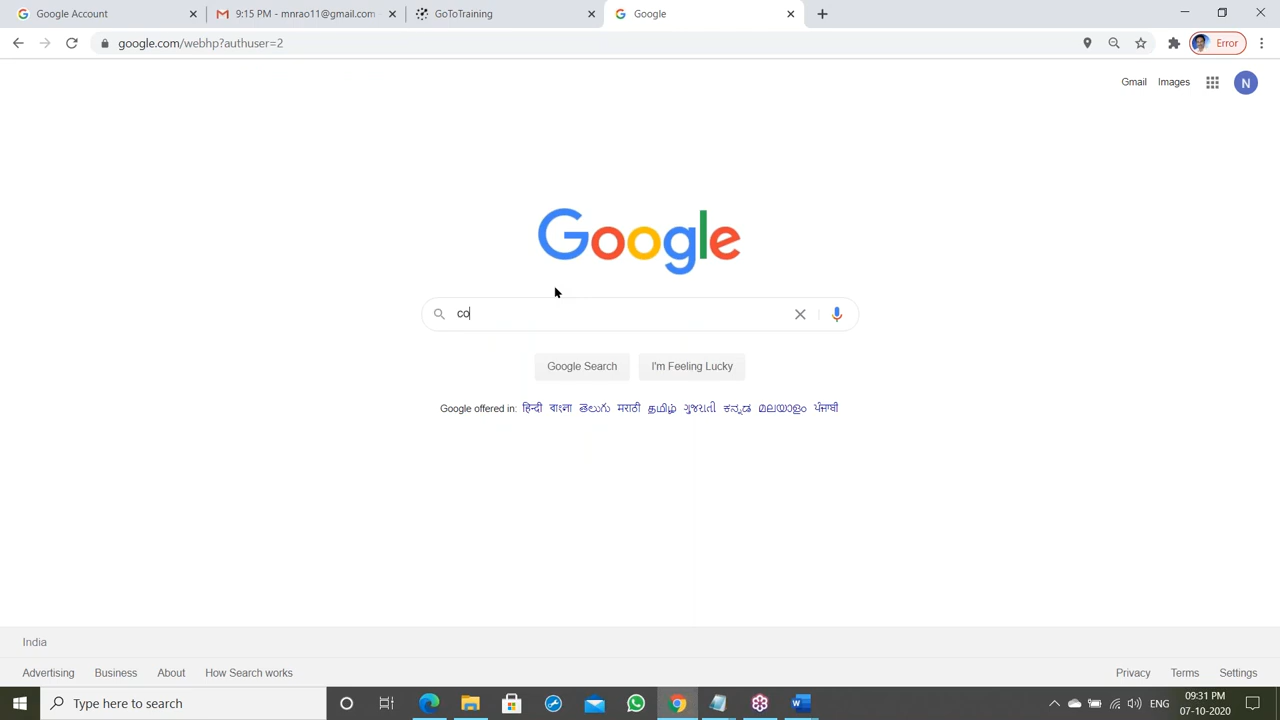 Google Account
9:15 PM - mnrao11@gmail.com
GoToTraining
Google
google.com/webhp?authuser=2
Error
Gmail Images N
Google
co
Google Search I'm Feeling Lucky
Google offered in: हिन्दी বাংলা తెలుగు मराठी தமிழ் ગુજરાતી ಕನ್ನಡ മലയാളം ਪੰਜਾਬੀ
India
Advertising Business About How Search works Privacy Terms Settings
Type here to search
ENG
09:31 PM
07-10-2020